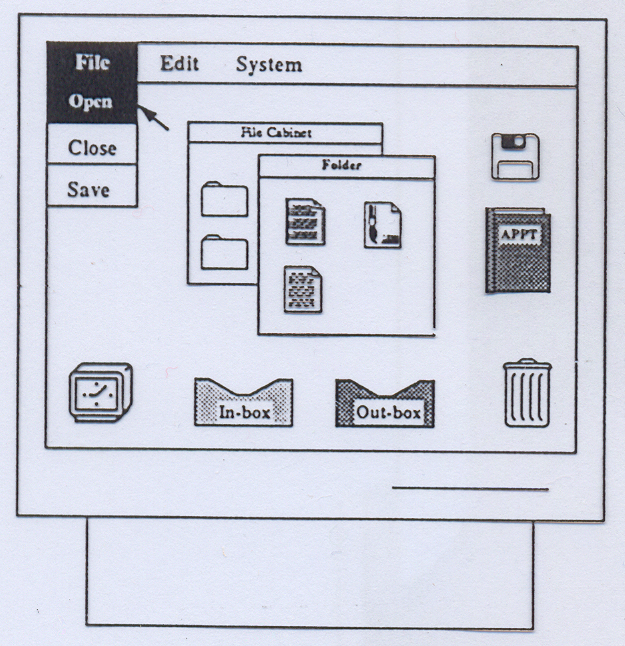 File Edit System
Open
Close
Save
File Cabinet
Folder
APPT
In-box
Out-box